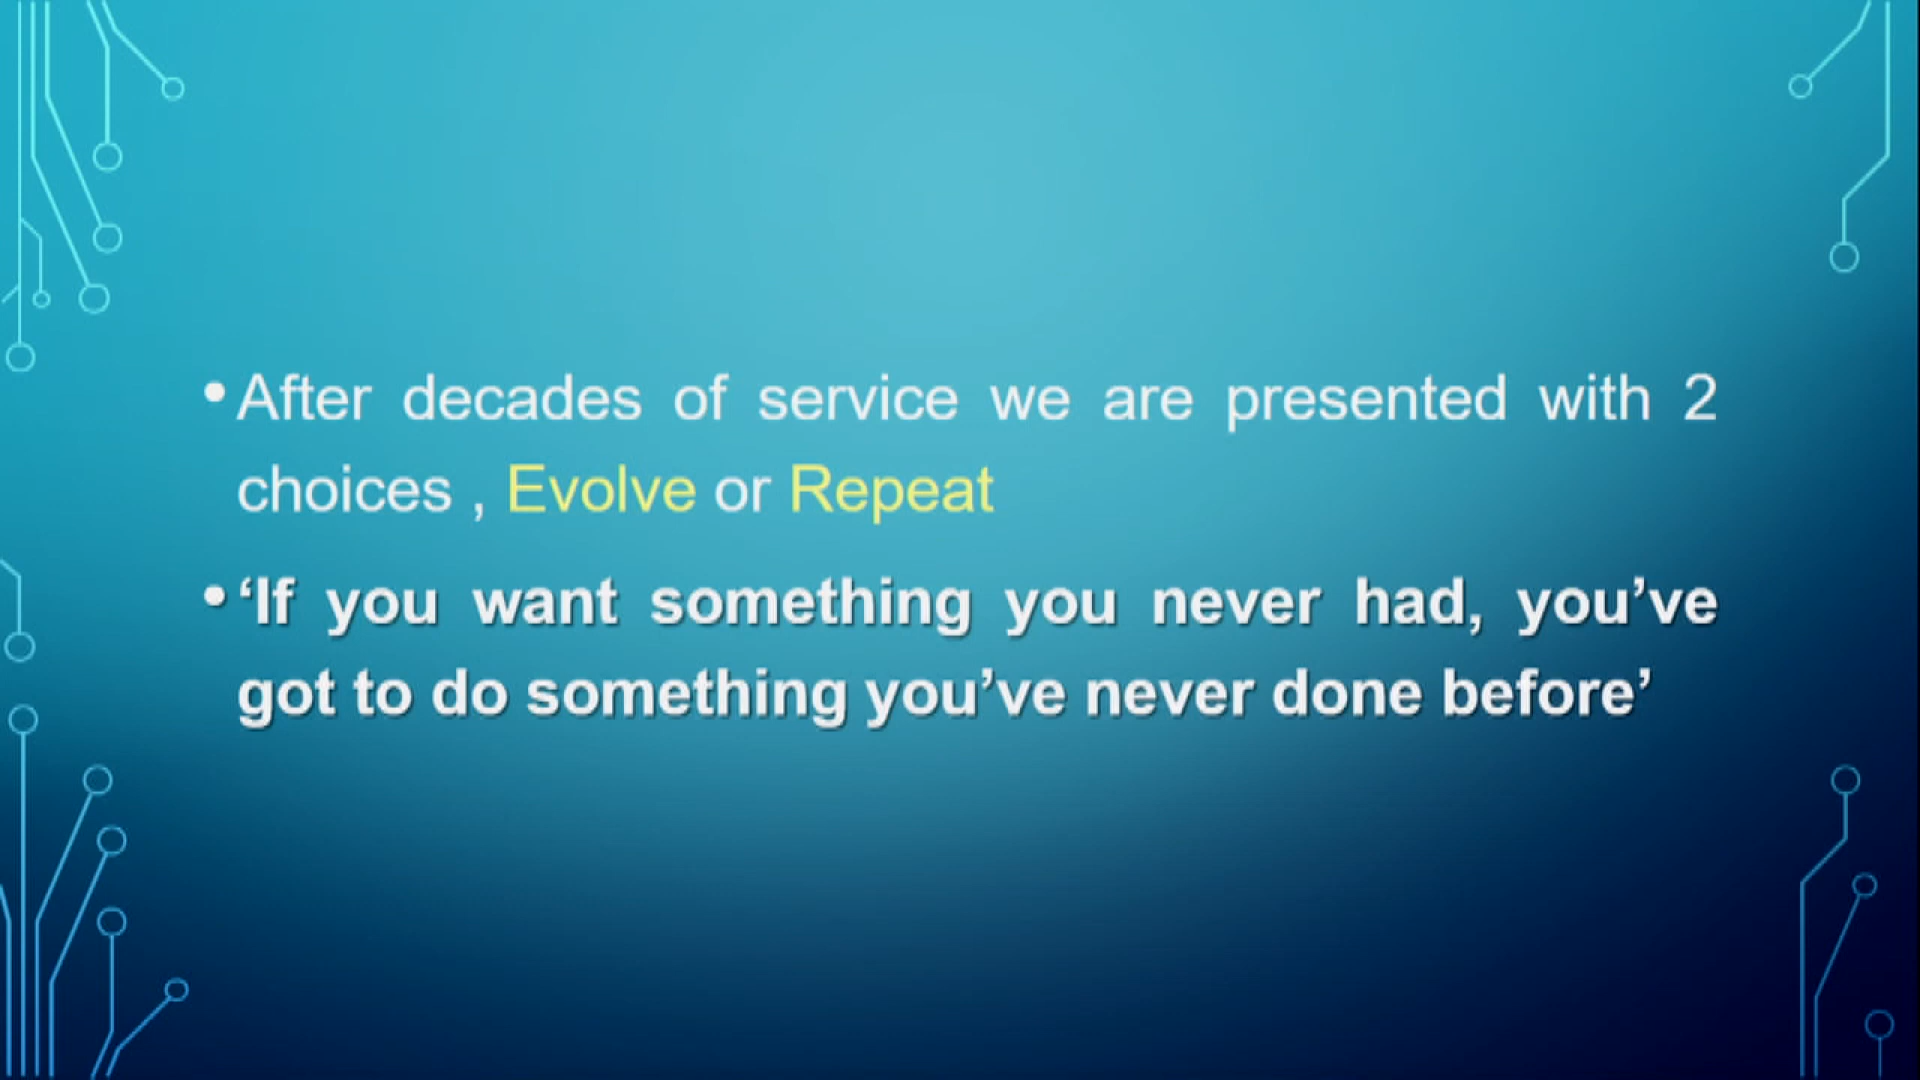 • After decades of service we are presented with 2
choices , Evolve or Repeat
• ‘If you want something you never had, you’ve
got to do something you’ve never done before’